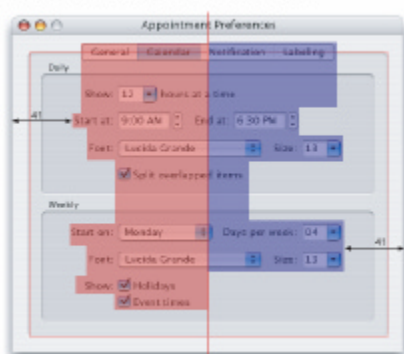 Appointment Preferences
General Calendar Notification Labeling
Daily
Show: 12 hours at a time
41
Start at: 9:00 AM End at: 6:30 PM
Font: Lucida Grande Size: 13
Split overlapped items
Weekly
Start on: Monday Days per week: 04
41
Font: Lucida Grande Size: 13
Show: Holidays
Event times